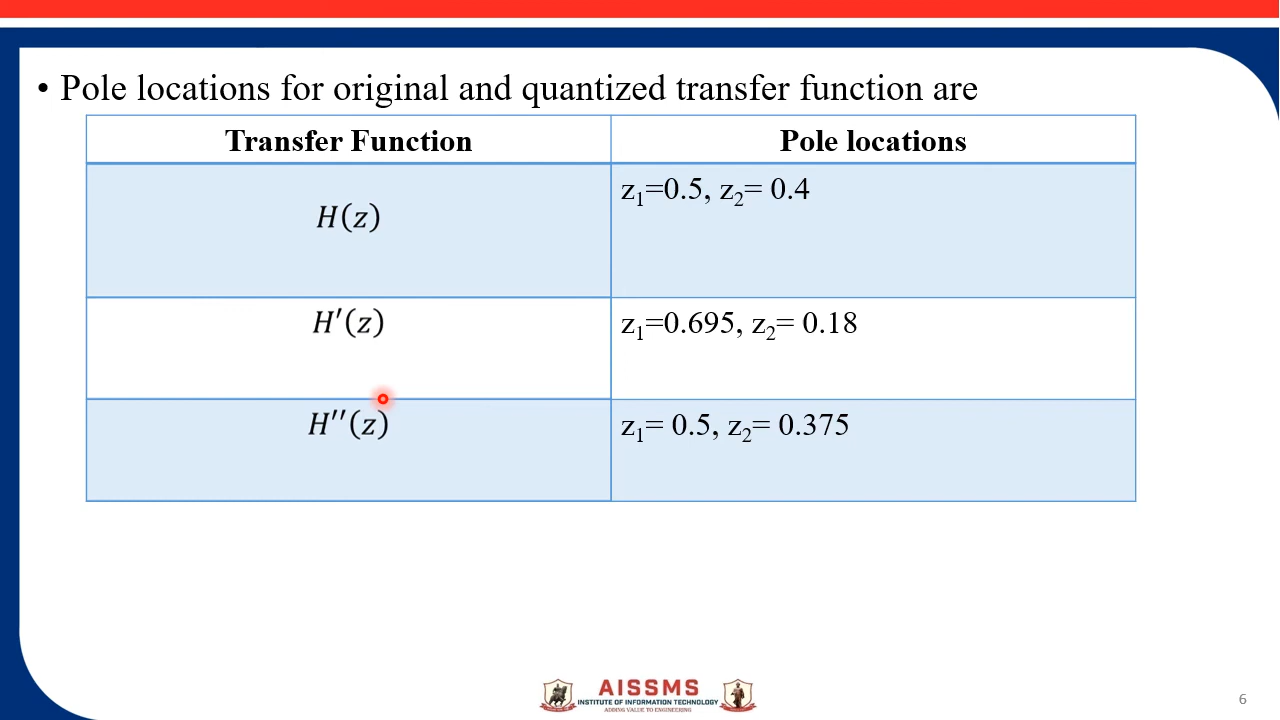 • Pole locations for original and quantized transfer function are
Transfer Function Pole locations
H(z) z₁=0.5, z₂= 0.4
H′(z) z₁=0.695, z₂= 0.18
H′′(z) z₁= 0.5, z₂= 0.375
AISSMS
INSTITUTE OF INFORMATION TECHNOLOGY
ADDING VALUE TO ENGINEERING
6